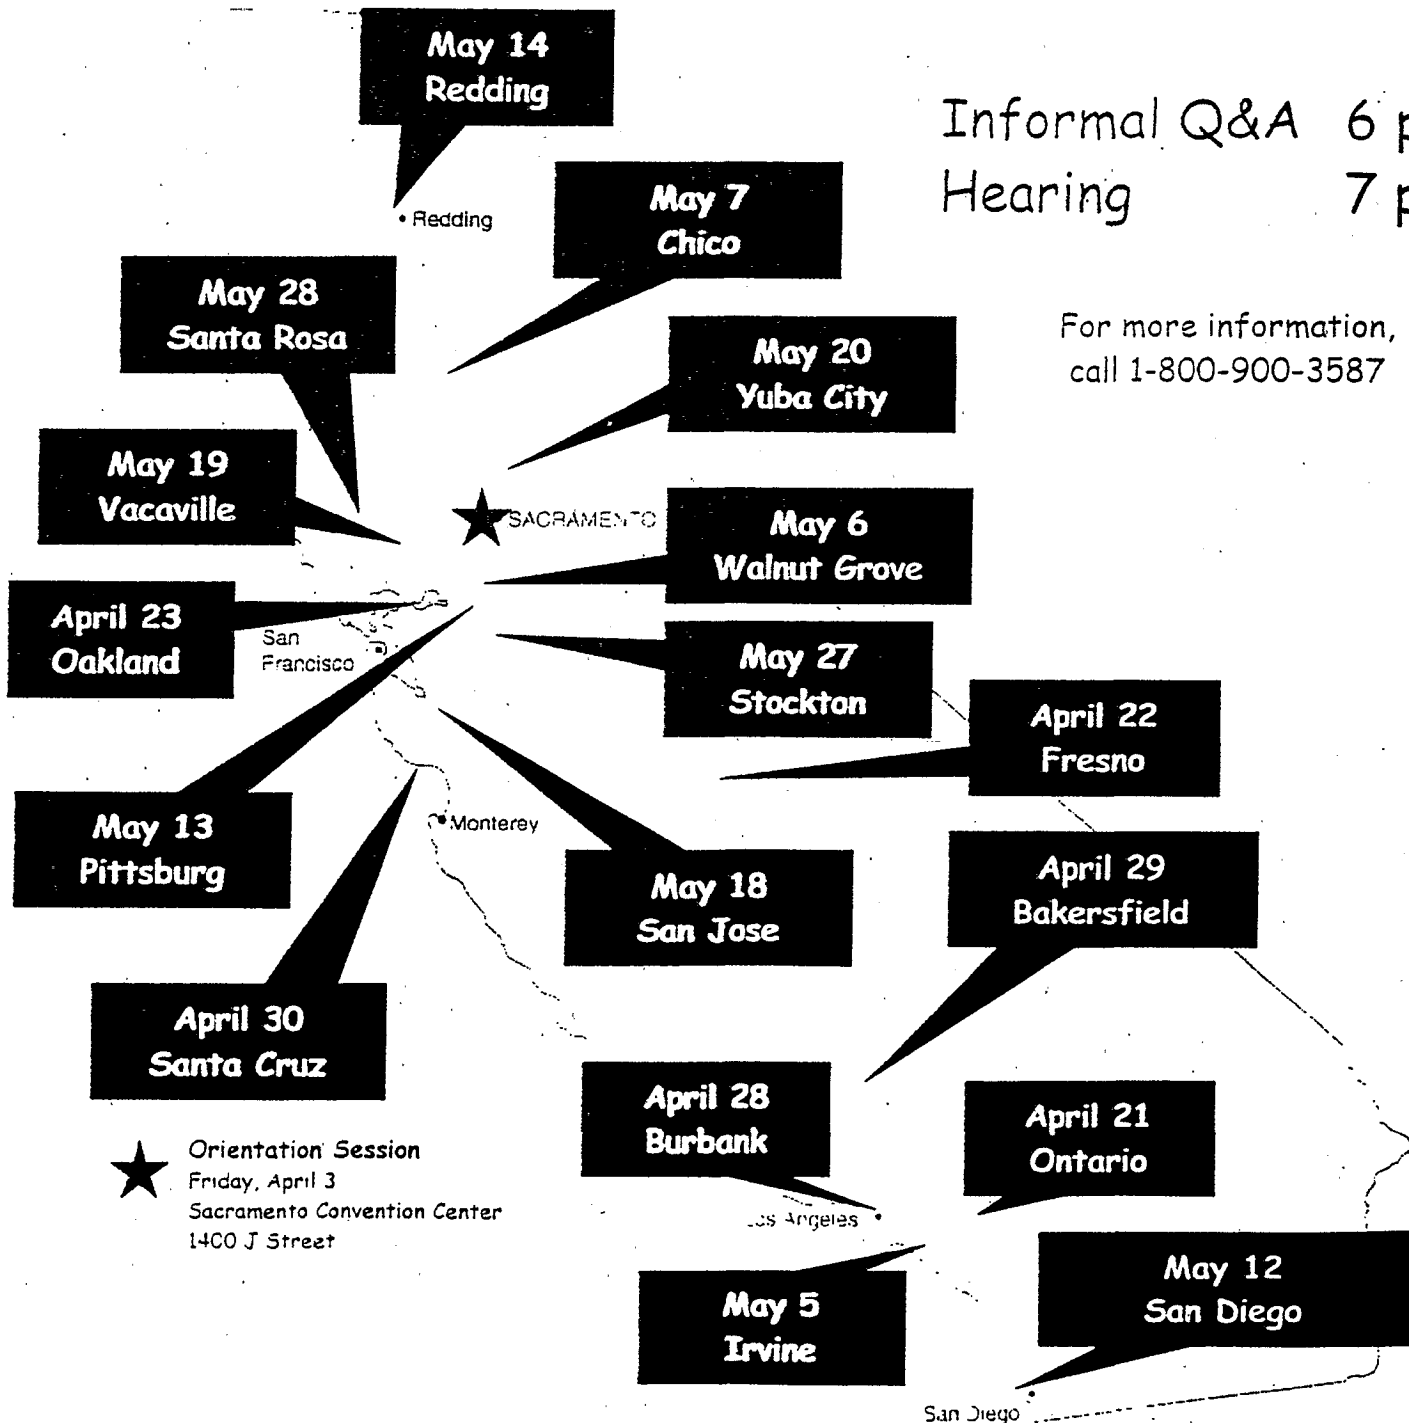 May 14
Redding
Informal Q&A 6 p
Hearing 7 p
Redding
May 7
Chico
May 28
Santa Rosa
For more information,
call 1-800-900-3587
May 20
Yuba City
May 19
Vacaville
SACRAMENTO
May 6
Walnut Grove
April 23
Oakland
San
Francisco
May 27
Stockton
April 22
Fresno
May 13
Pittsburg
Monterey
May 18
San Jose
April 29
Bakersfield
April 30
Santa Cruz
April 28
Burbank
April 21
Ontario
Orientation Session
Friday, April 3
Sacramento Convention Center
1400 J Street
Los Angeles
May 5
Irvine
May 12
San Diego
San Diego